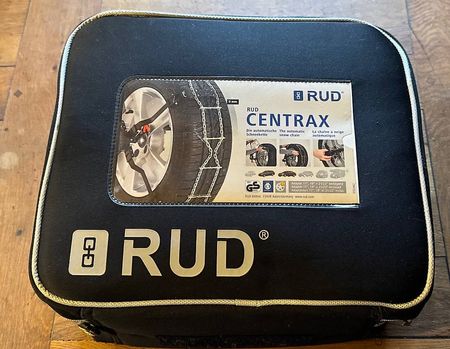 RUD®
RUD
CENTRAX
Die automatische Schneekette
The automatic snow chain
La chaîne à neige automatique
RUD®